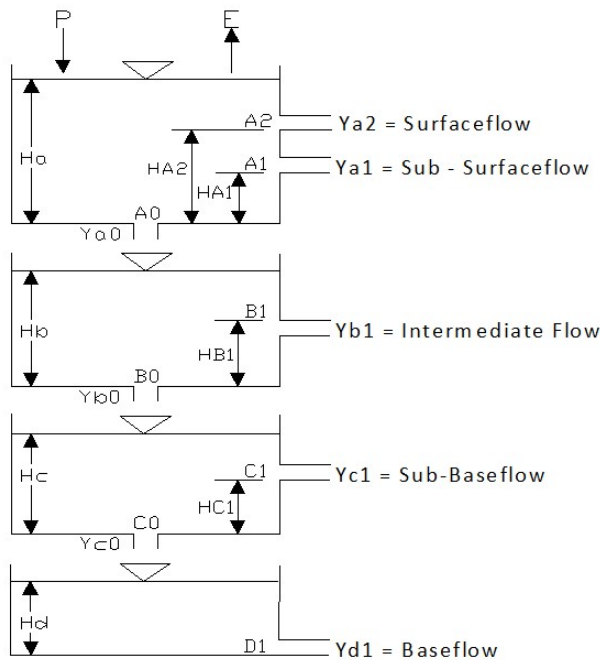 P E
A2 Ya2 = Surfaceflow
Ha HA2 A1 Ya1 = Sub - Surfaceflow
HA1
A0
Ya0
B1 Yb1 = Intermediate Flow
Hb HB1
B0
Yb0
C1 Yc1 = Sub-Baseflow
Hc HC1
C0
Yc0
Hd
D1 Yd1 = Baseflow